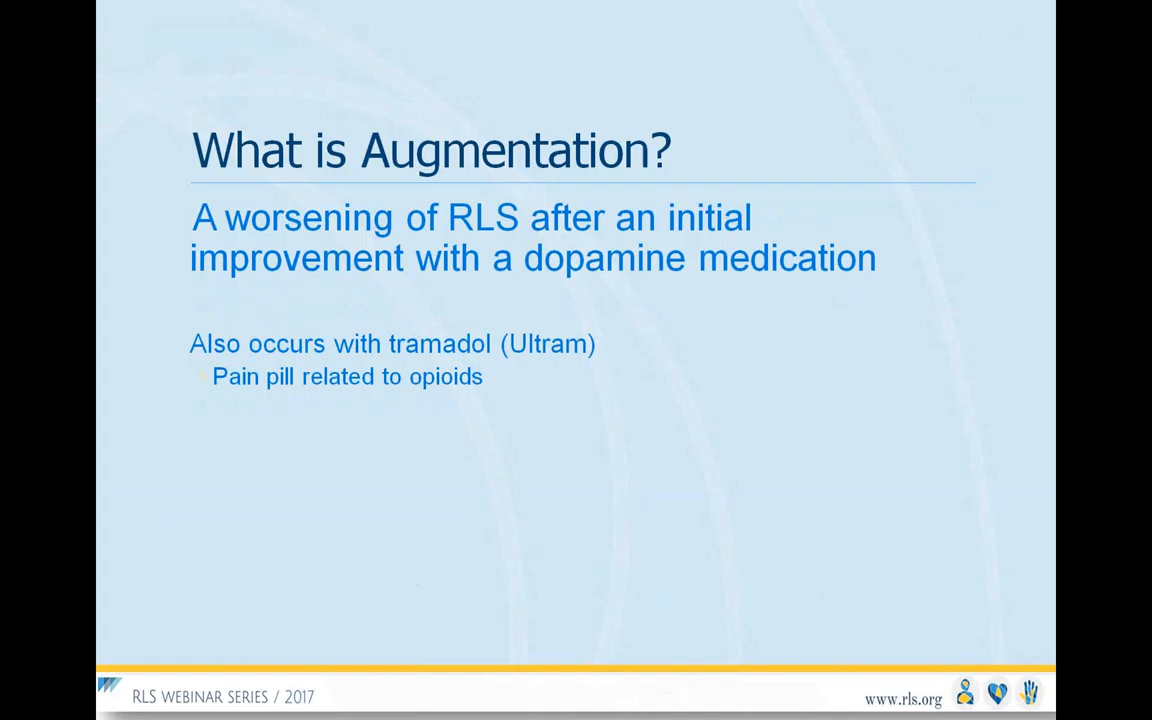 What is Augmentation?
A worsening of RLS after an initial
improvement with a dopamine medication
Also occurs with tramadol (Ultram)
Pain pill related to opioids
RLS WEBINAR SERIES / 2017
www.rls.org